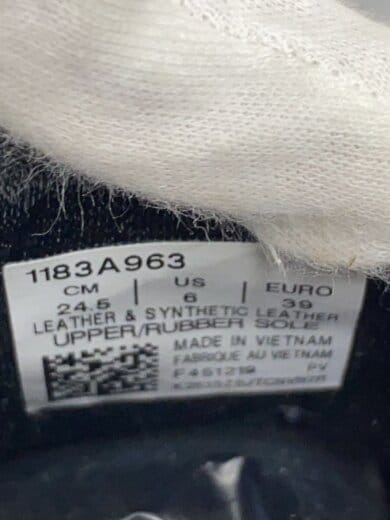 1183A963
CM | US | EURO
24.5 | 6 | 39
LEATHER & SYNTHETIC LEATHER
UPPER/RUBBER SOLE
MADE IN VIETNAM
FABRIQUE AU VIETNAM
F451219 PV